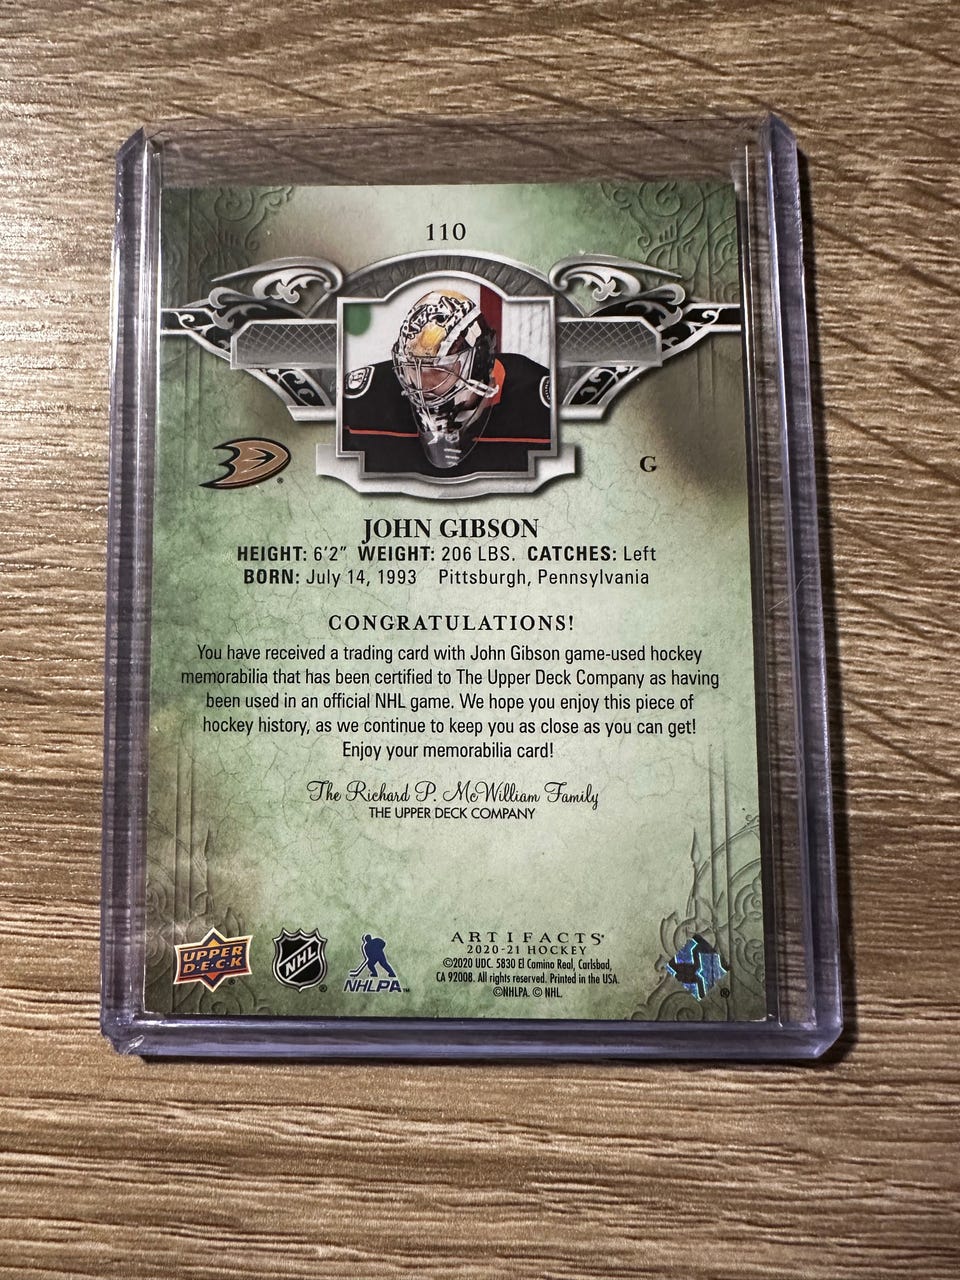 110
G
JOHN GIBSON
HEIGHT: 6'2" WEIGHT: 206 LBS. CATCHES: Left
BORN: July 14, 1993 Pittsburgh, Pennsylvania
CONGRATULATIONS!
You have received a trading card with John Gibson game-used hockey
memorabilia that has been certified to The Upper Deck Company as having
been used in an official NHL game. We hope you enjoy this piece of
hockey history, as we continue to keep you as close as you can get!
Enjoy your memorabilia card!
The Richard P. McWilliam Family
THE UPPER DECK COMPANY
UPPER
D·E·C·K
®
NHL
®
NHLPA™
ARTIFACTS®
2020-21 HOCKEY
©2020 UDC. 5830 El Camino Real, Carlsbad,
CA 92008. All rights reserved. Printed in the USA.
©NHLPA. © NHL.
®